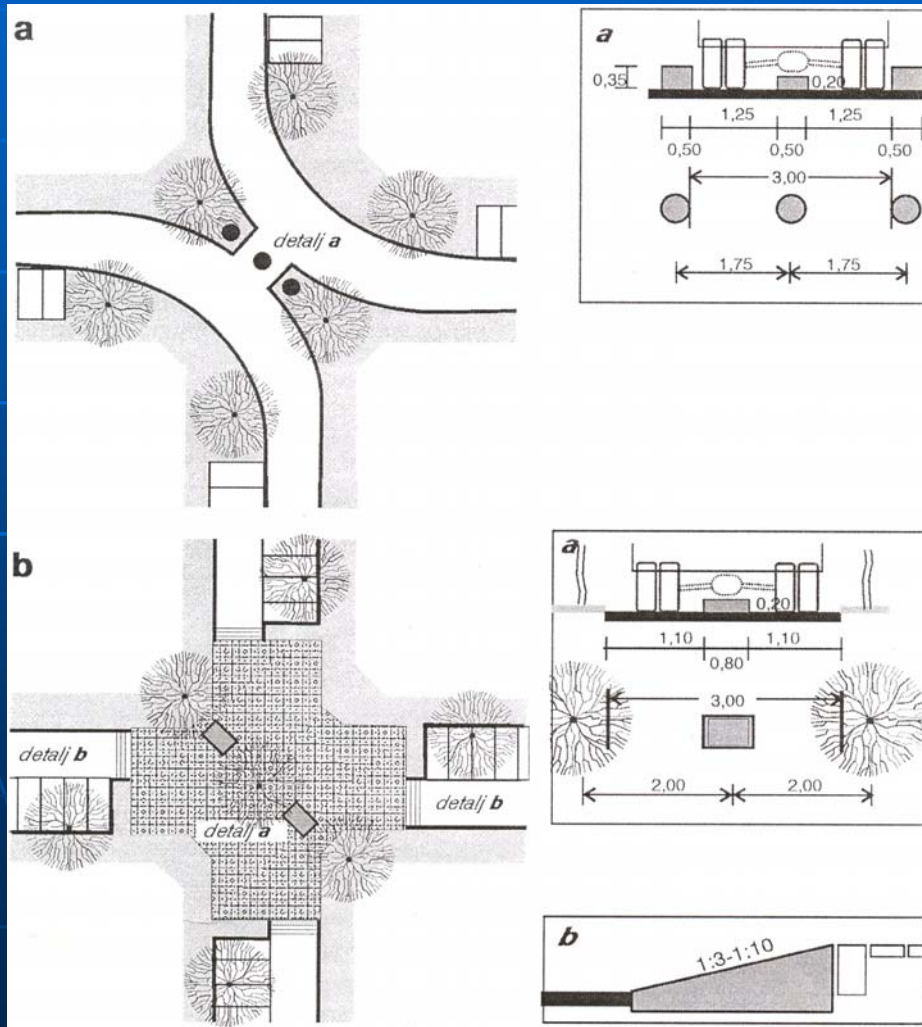 a
detalj a
a
0,35
0,20
1,25 1,25
0,50 0,50 0,50
3,00
1,75 1,75
b
detalj b
detalj b
detalj a
a
0,20
1,10 1,10
0,80
3,00
2,00 2,00
b
1:3-1:10